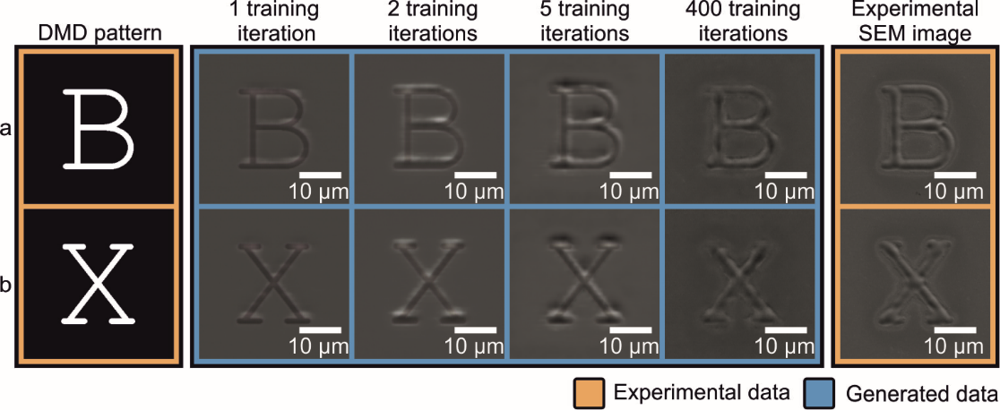 DMD pattern
1 training
iteration
2 training
iterations
5 training
iterations
400 training
iterations
Experimental
SEM image
a
B
B
10 µm
B
10 µm
B
10 µm
B
10 µm
B
10 µm
b
X
X
10 µm
X
10 µm
X
10 µm
X
10 µm
X
10 µm
Experimental data
Generated data